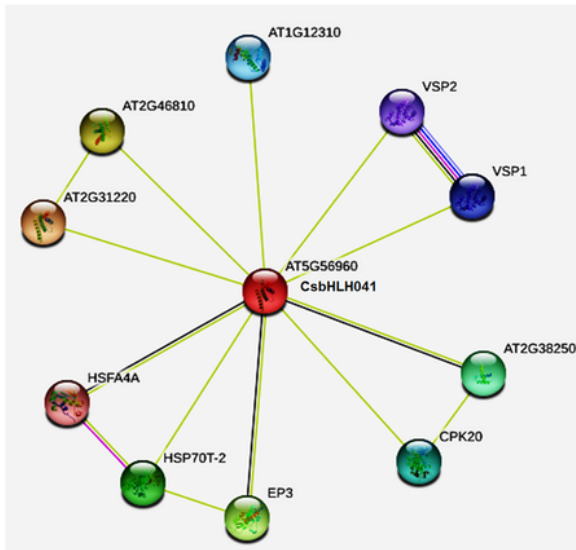 AT1G12310
VSP2
AT2G46810
VSP1
AT2G31220
AT5G56960
CsbHLH041
AT2G38250
HSFA4A
CPK20
HSP70T-2
EP3